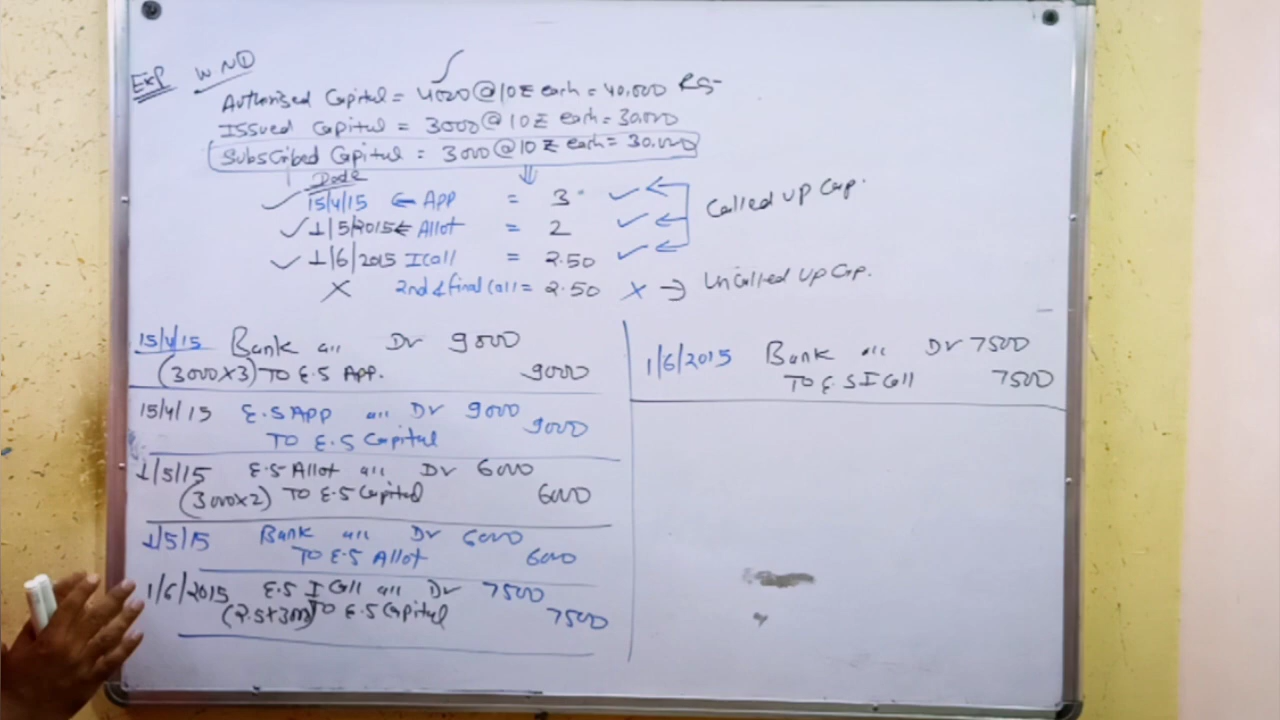 Exp W.N①
Authorised Capital = 4000@10₹ each = 40,000 RS-
Issued Capital = 3000@10₹ each = 30,000
Subscribed Capital = 3000@10₹ each = 30,000
Date
✓ 15/4/15 ← App = 3 ✓
✓ 1/5/2015 ← Allot = 2 ✓
Called up Cap.
✓ 1/6/2015 I Call = 2.50 ✓
X 2nd & final Call = 2.50 X → Uncalled up Cap.
15/4/15 Bank a/c Dr 9000
(3000×3) TO E.S App. 9000
15/4/15 E.S App a/c Dr 9000
TO E.S Capital 9000
1/5/15 E.S Allot a/c Dr 6000
(3000×2) TO E.S Capital 6000
1/5/15 Bank a/c Dr 6000
TO E.S Allot 6000
1/6/2015 E.S I Call a/c Dr 7500
(2.5×3000) TO E.S Capital 7500
1/6/2015 Bank a/c Dr 7500
TO E.S I Call 7500